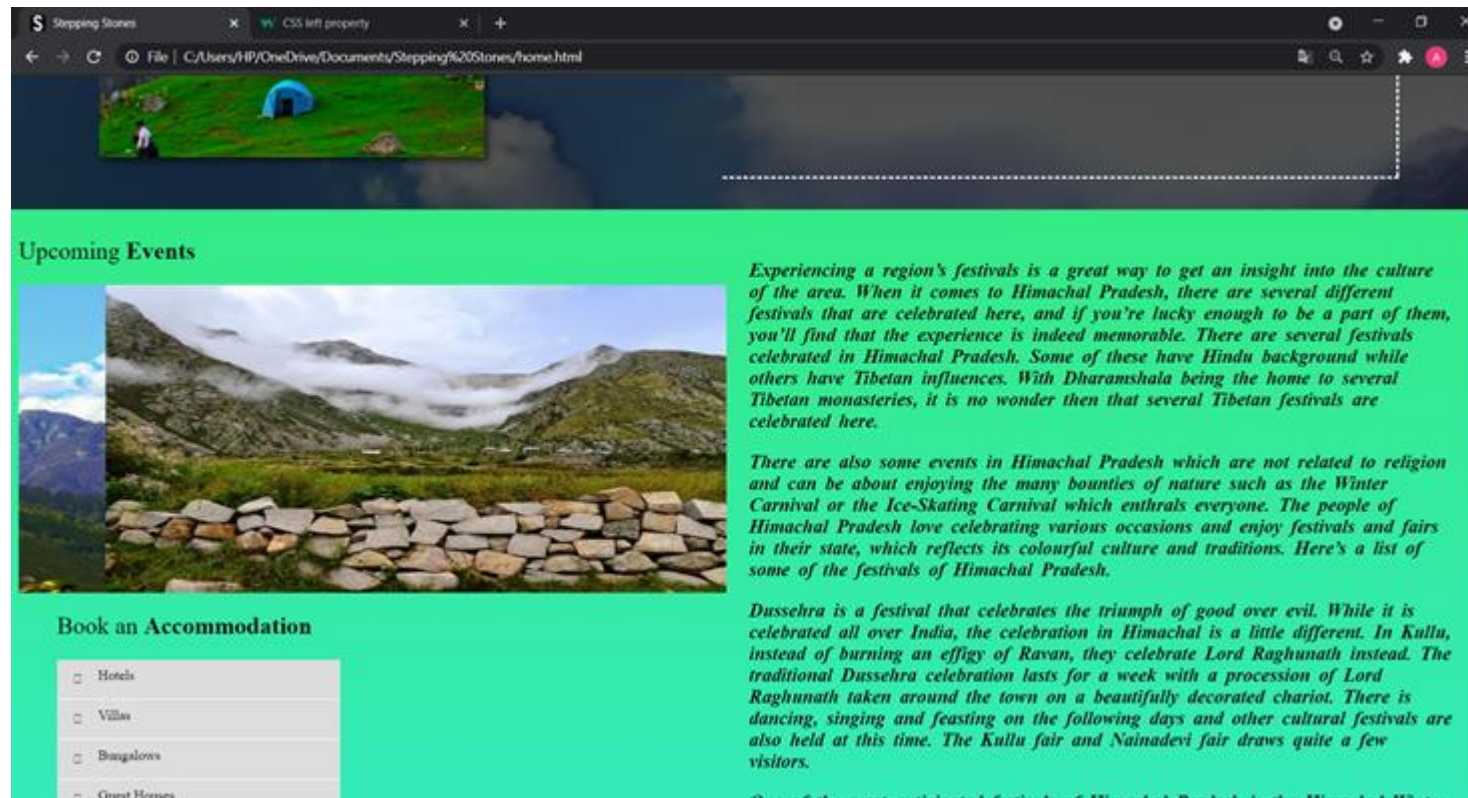 Stepping Stones
CSS left property
File | C:/Users/HP/OneDrive/Documents/Stepping%20Stones/home.html
Upcoming Events
Experiencing a region's festivals is a great way to get an insight into the culture
of the area. When it comes to Himachal Pradesh, there are several different
festivals that are celebrated here, and if you're lucky enough to be a part of them,
you'll find that the experience is indeed memorable. There are several festivals
celebrated in Himachal Pradesh. Some of these have Hindu background while
others have Tibetan influences. With Dharamshala being the home to several
Tibetan monasteries, it is no wonder then that several Tibetan festivals are
celebrated here.
There are also some events in Himachal Pradesh which are not related to religion
and can be about enjoying the many bounties of nature such as the Winter
Carnival or the Ice-Skating Carnival which enthrals everyone. The people of
Himachal Pradesh love celebrating various occasions and enjoy festivals and fairs
in their state, which reflects its colourful culture and traditions. Here's a list of
some of the festivals of Himachal Pradesh.
Dussehra is a festival that celebrates the triumph of good over evil. While it is
celebrated all over India, the celebration in Himachal is a little different. In Kullu,
instead of burning an effigy of Ravan, they celebrate Lord Raghunath instead. The
traditional Dussehra celebration lasts for a week with a procession of Lord
Raghunath taken around the town on a beautifully decorated chariot. There is
dancing, singing and feasting on the following days and other cultural festivals are
also held at this time. The Kullu fair and Nainadevi fair draws quite a few
visitors.
Book an Accommodation
Hotels
Villas
Bungalows
Guest Houses